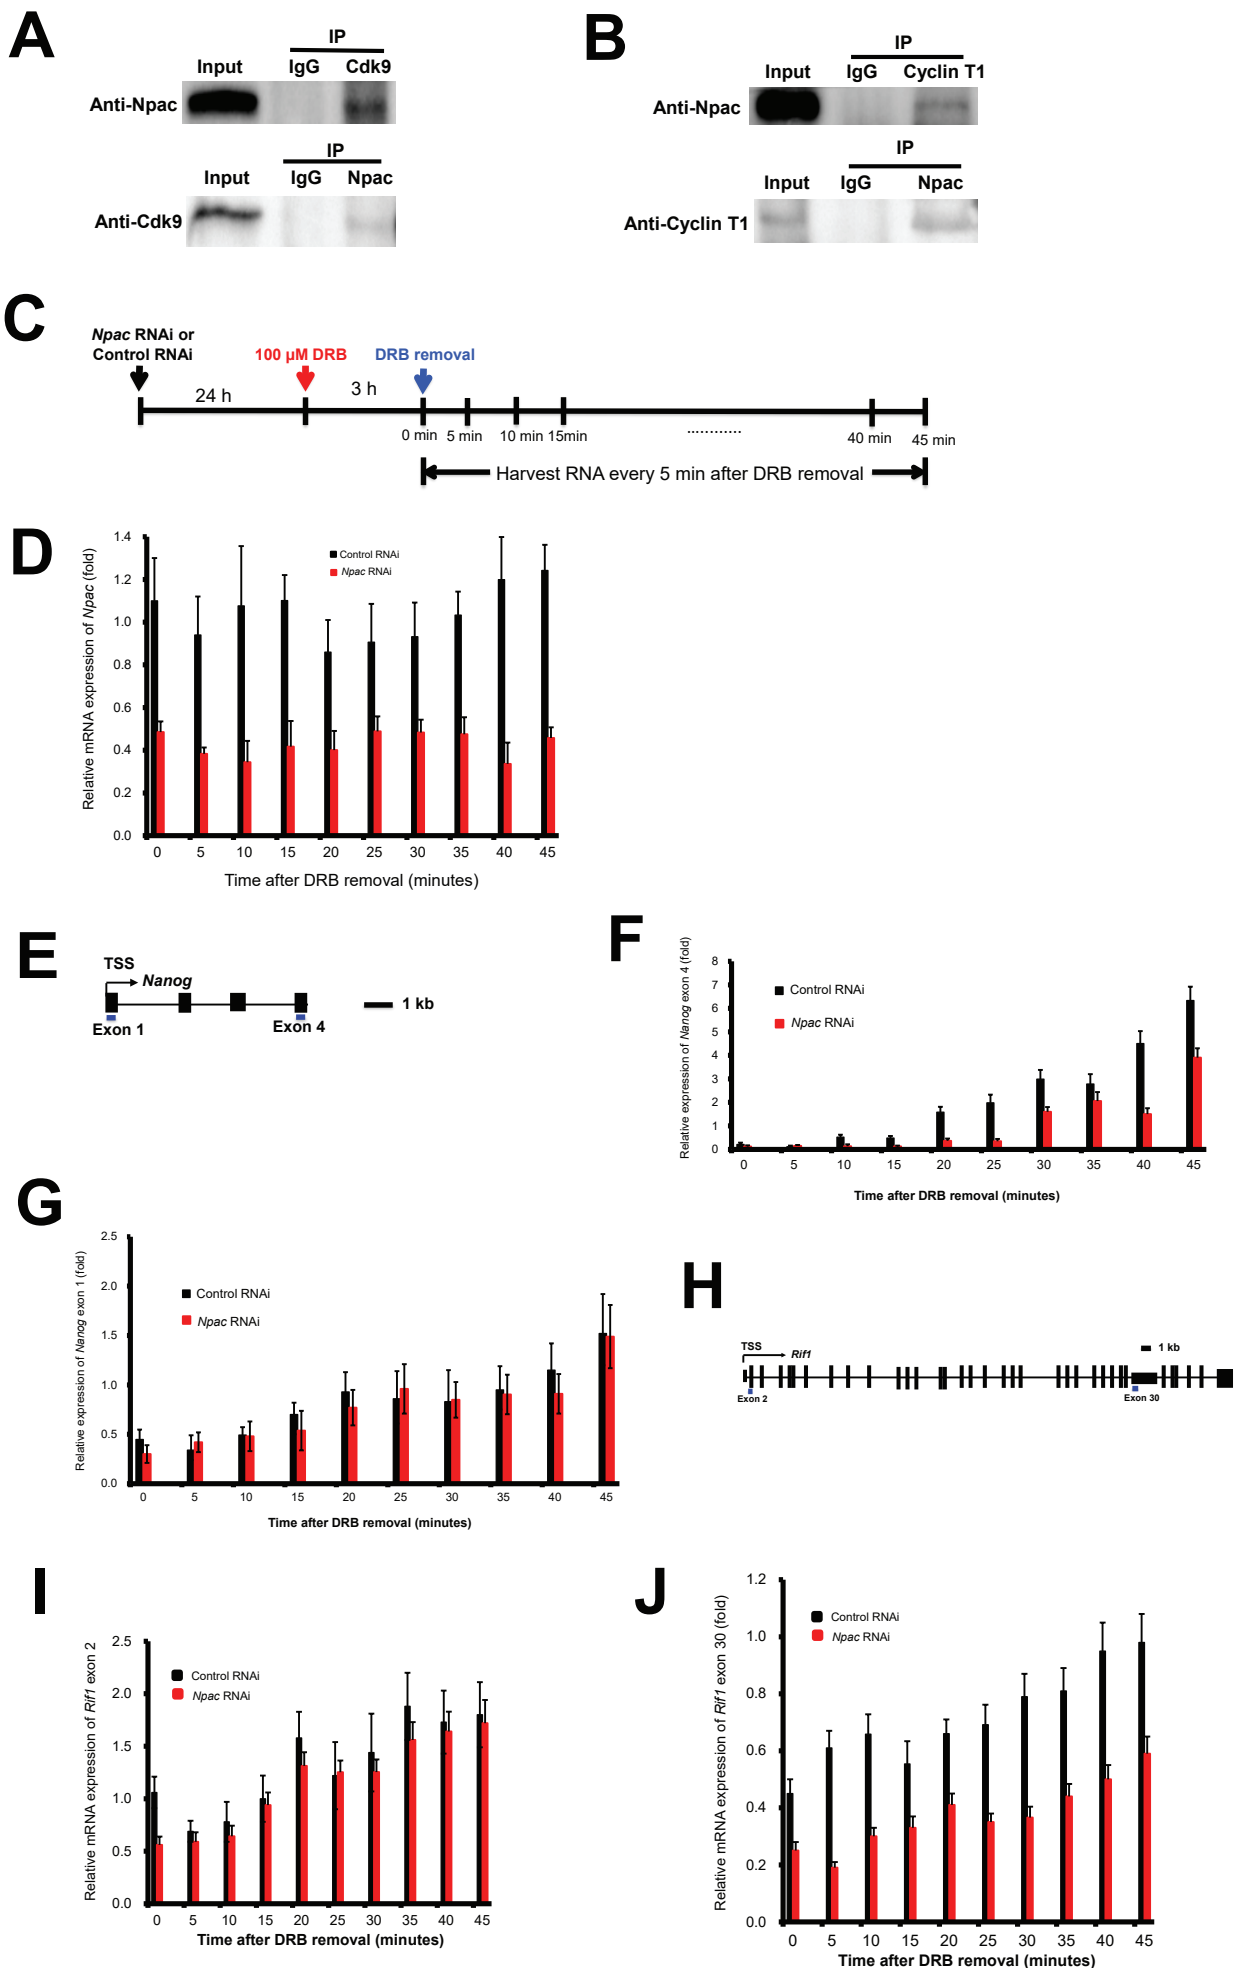 A
IP
Input IgG Cdk9
Anti-Npac
IP
Input IgG Npac
Anti-Cdk9
B
IP
Input IgG Cyclin T1
Anti-Npac
IP
Input IgG Npac
Anti-Cyclin T1
C
Npac RNAi or
Control RNAi
100 µM DRB
DRB removal
24 h
3 h
0 min 5 min 10 min 15min ............ 40 min 45 min
Harvest RNA every 5 min after DRB removal
D
Relative mRNA expression of Npac (fold)
1.4
1.2
1.0
0.8
0.6
0.4
0.2
0.0
Control RNAi
Npac RNAi
0 5 10 15 20 25 30 35 40 45
Time after DRB removal (minutes)
E
TSS
Nanog
1 kb
Exon 1
Exon 4
F
Relative expression of Nanog exon 4 (fold)
8
7
6
5
4
3
2
1
0
Control RNAi
Npac RNAi
0 5 10 15 20 25 30 35 40 45
Time after DRB removal (minutes)
G
Relative expression of Nanog exon 1 (fold)
2.5
2.0
1.5
1.0
0.5
0.0
Control RNAi
Npac RNAi
0 5 10 15 20 25 30 35 40 45
Time after DRB removal (minutes)
H
TSS
Rif1
1 kb
Exon 2
Exon 30
I
Relative mRNA expression of Rif1 exon 2
2.5
2.0
1.5
1.0
0.5
0.0
Control RNAi
Npac RNAi
0 5 10 15 20 25 30 35 40 45
Time after DRB removal (minutes)
J
Relative mRNA expression of Rif1 exon 30 (fold)
1.2
1.0
0.8
0.6
0.4
0.2
0.0
Control RNAi
Npac RNAi
0 5 10 15 20 25 30 35 40 45
Time after DRB removal (minutes)